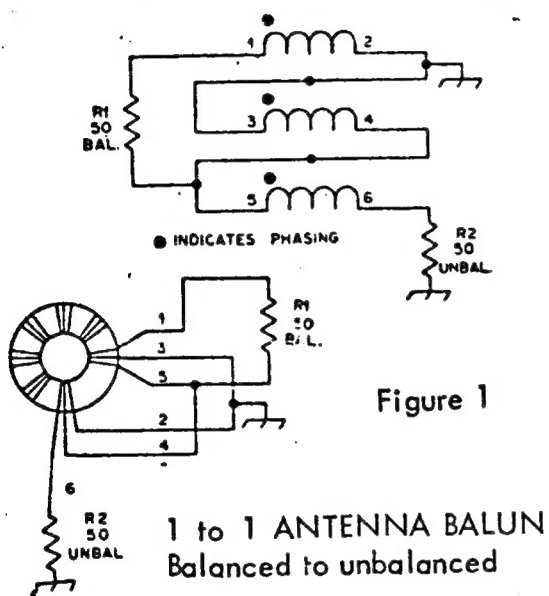 1 2
R1
50
BAL.
3 4
5 6
● INDICATES PHASING
R2
50
UNBAL
1
3
5
R1
50
BAL.
2
4
6
Figure 1
R2
50
UNBAL
1 to 1 ANTENNA BALUN
Balanced to unbalanced